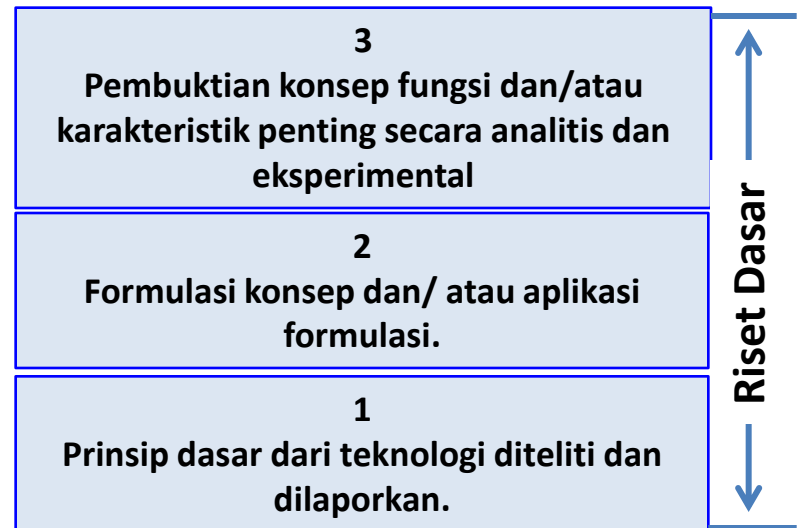 3
Pembuktian konsep fungsi dan/atau
karakteristik penting secara analitis dan
eksperimental
2
Formulasi konsep dan/ atau aplikasi
formulasi.
1
Prinsip dasar dari teknologi diteliti dan
dilaporkan.
Riset Dasar